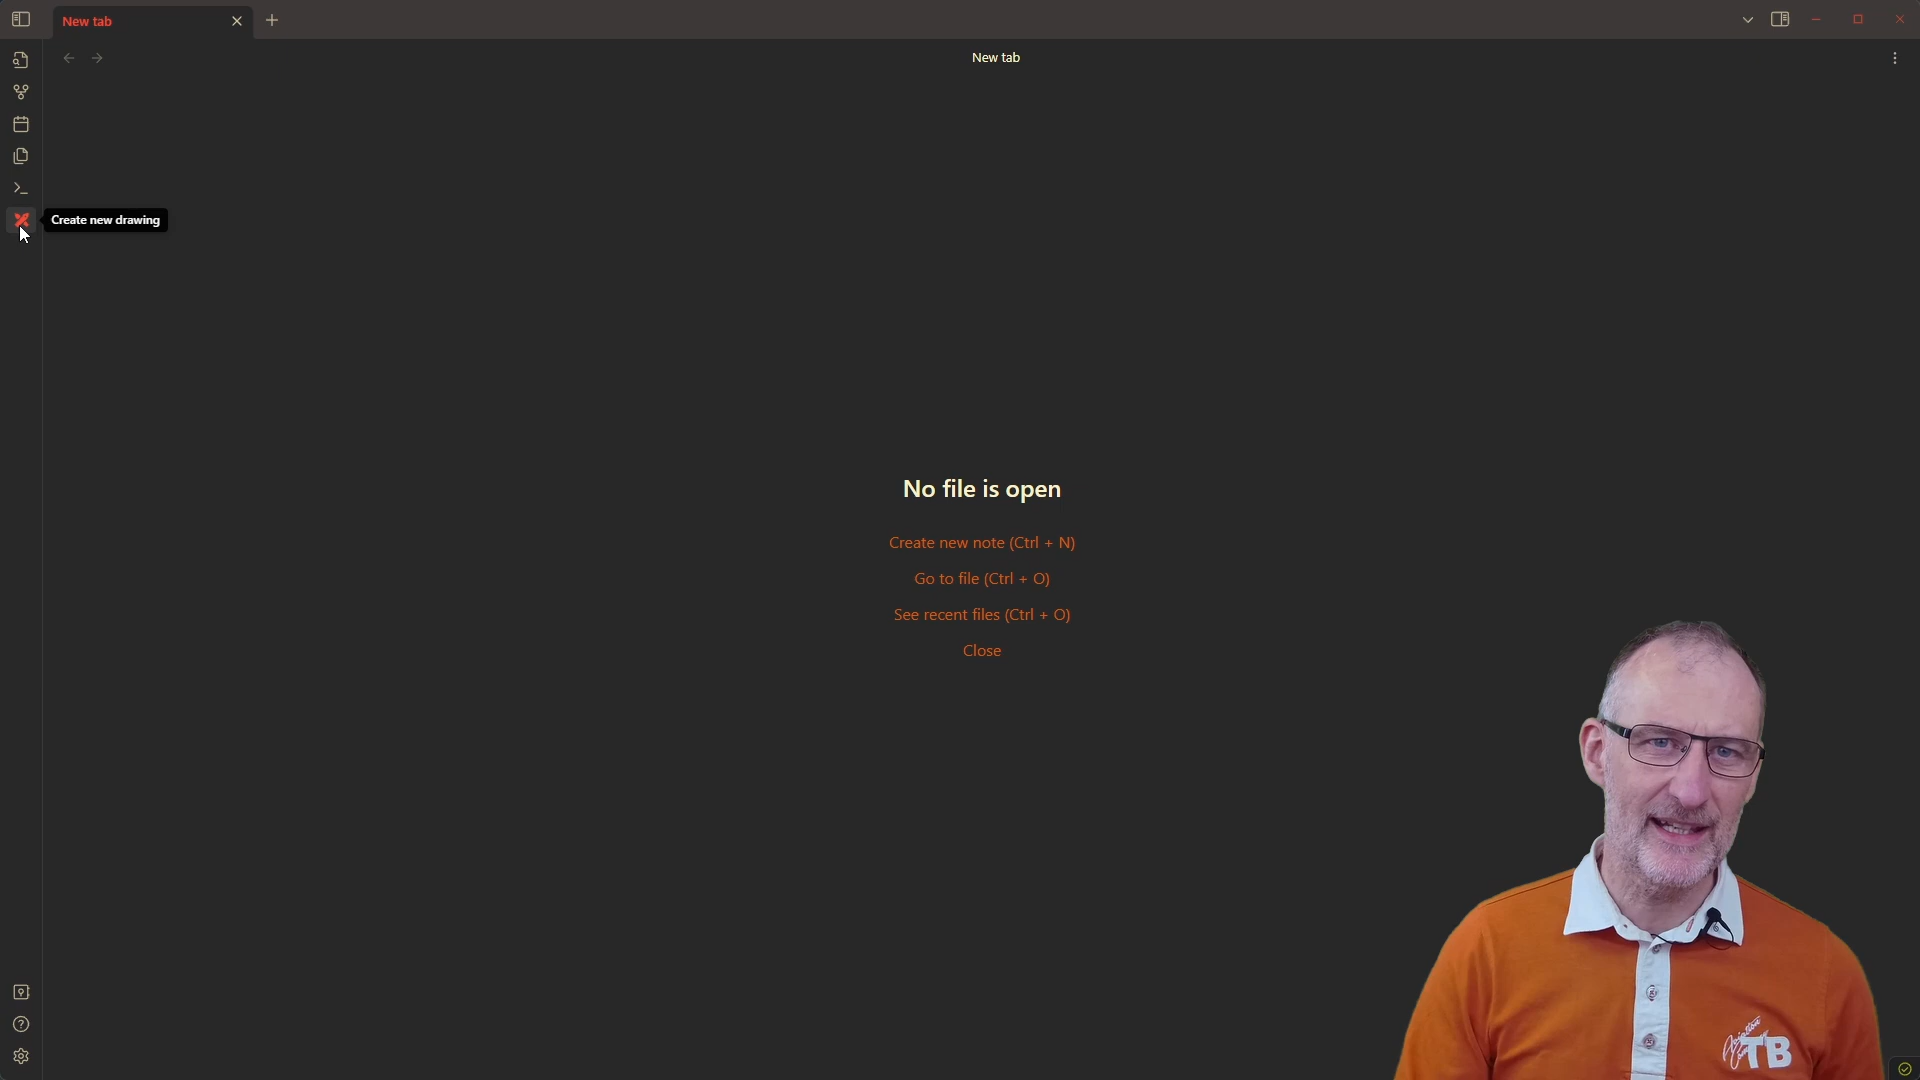 New tab
New tab
Create new drawing
No file is open
Create new note (Ctrl + N)
Go to file (Ctrl + O)
See recent files (Ctrl + O)
Close
TB